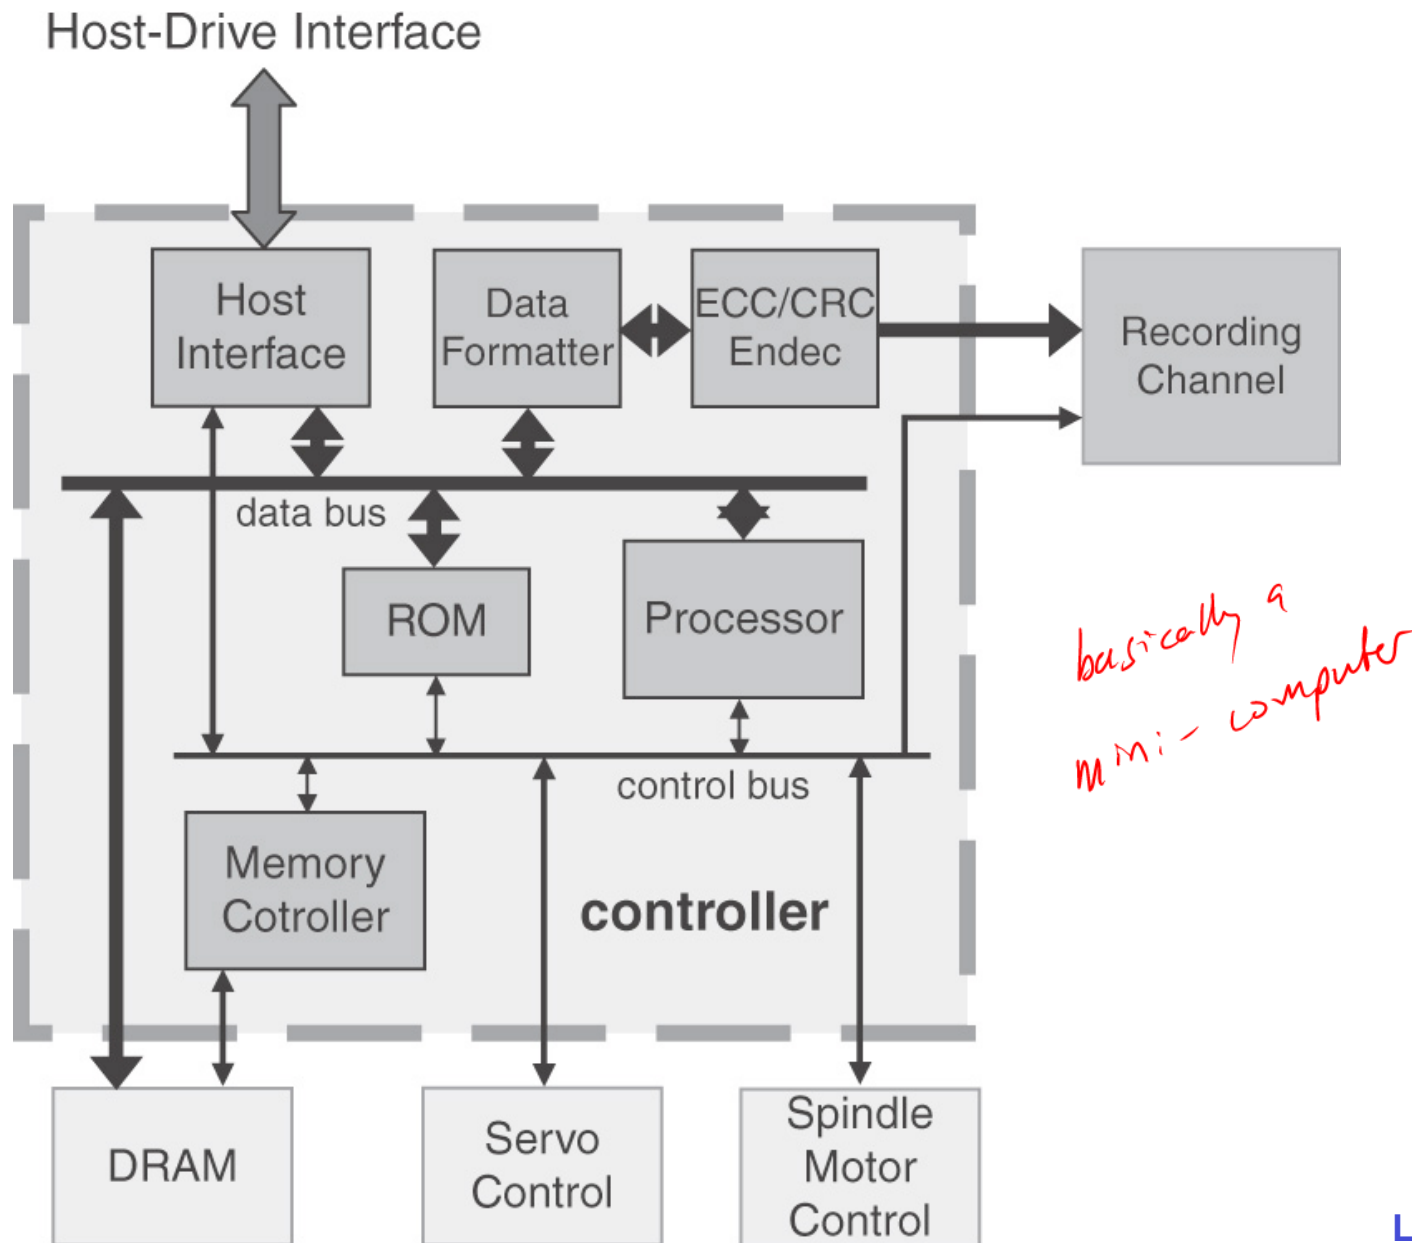 Host-Drive Interface
Host
Interface
Data
Formatter
ECC/CRC
Endec
Recording
Channel
data bus
ROM
Processor
basically a
mini-computer
control bus
Memory
Cotroller
controller
DRAM
Servo
Control
Spindle
Motor
Control
L